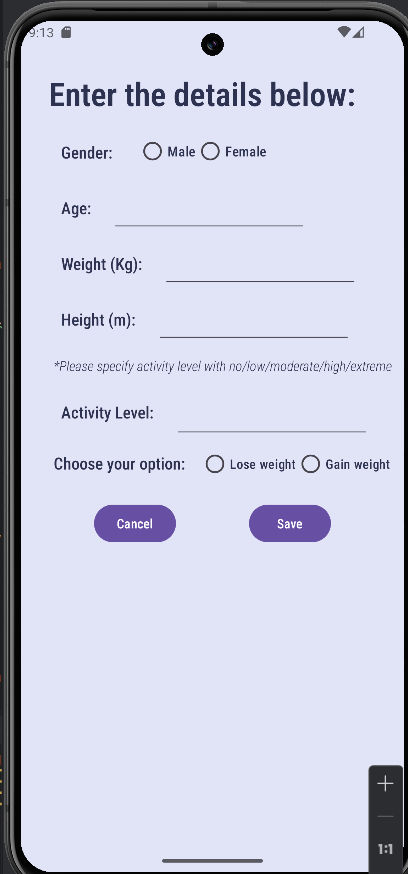 9:13
Enter the details below:
Gender: Male Female
Age:
Weight (Kg):
Height (m):
*Please specify activity level with no/low/moderate/high/extreme
Activity Level:
Choose your option: Lose weight Gain weight
Cancel Save
1:1